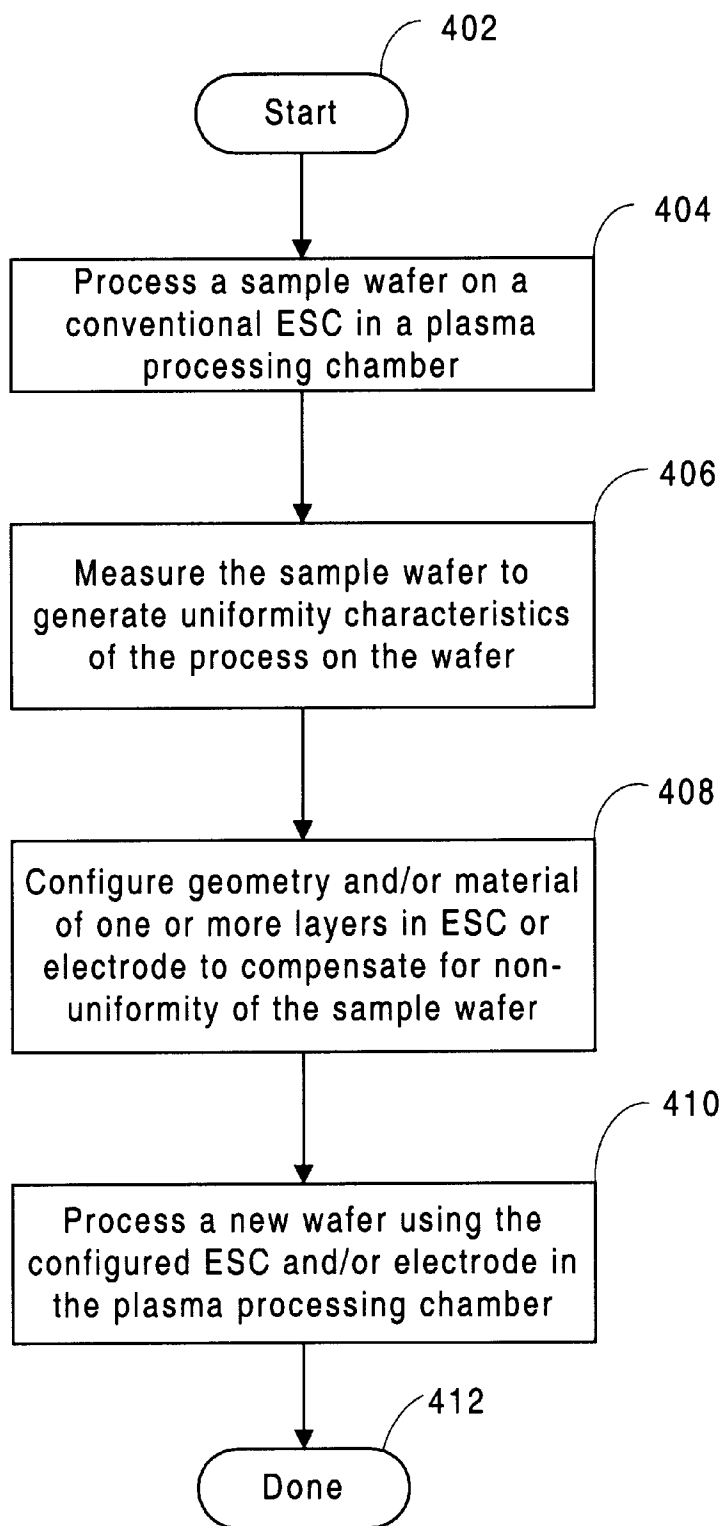 402
Start
404
Process a sample wafer on a
conventional ESC in a plasma
processing chamber
406
Measure the sample wafer to
generate uniformity characteristics
of the process on the wafer
408
Configure geometry and/or material
of one or more layers in ESC or
electrode to compensate for non-
uniformity of the sample wafer
410
Process a new wafer using the
configured ESC and/or electrode in
the plasma processing chamber
412
Done